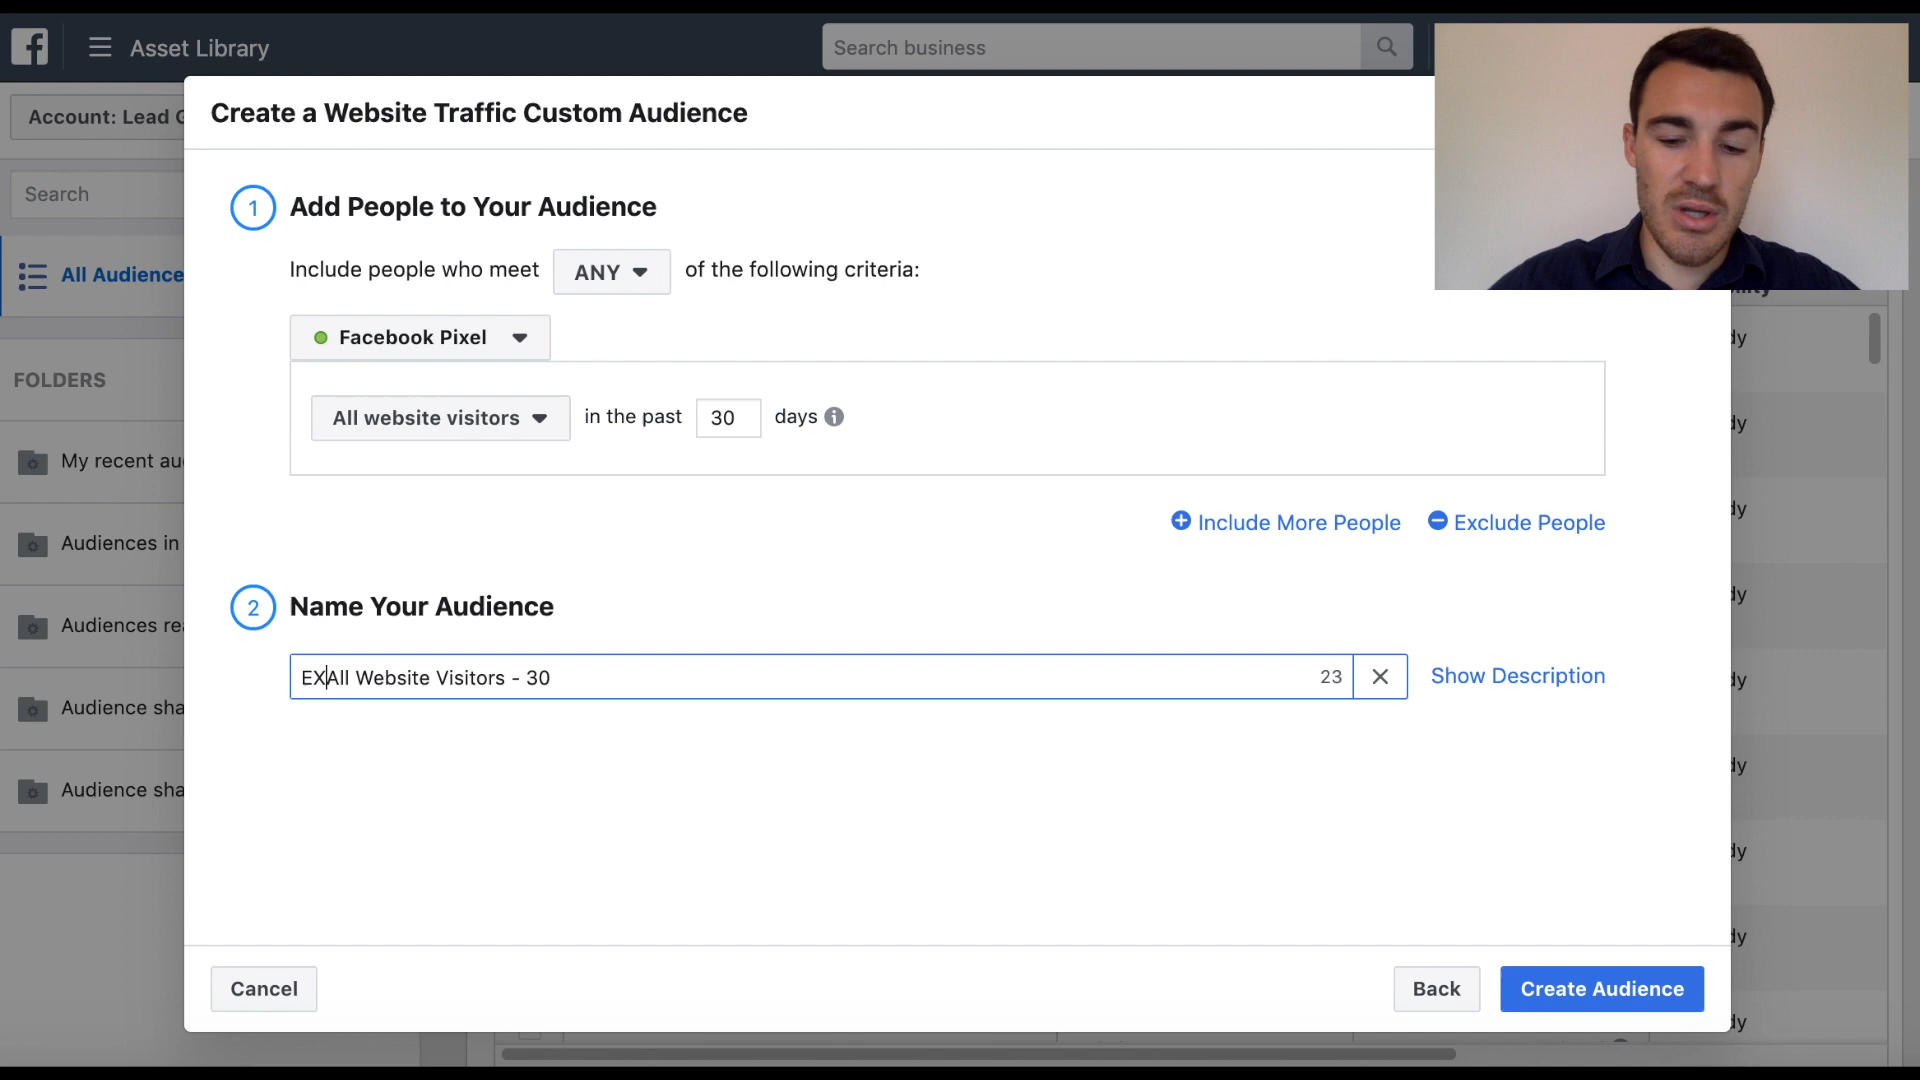 Asset Library
Search business
Account: Lead G
Create a Website Traffic Custom Audience
Search
1 Add People to Your Audience
Include people who meet ANY of the following criteria:
All Audience
Facebook Pixel
FOLDERS
All website visitors in the past 30 days
My recent au
Include More People Exclude People
Audiences in
2 Name Your Audience
Audiences rea
EXAll Website Visitors - 30 23 Show Description
Audience sha
Audience sha
Cancel Back Create Audience